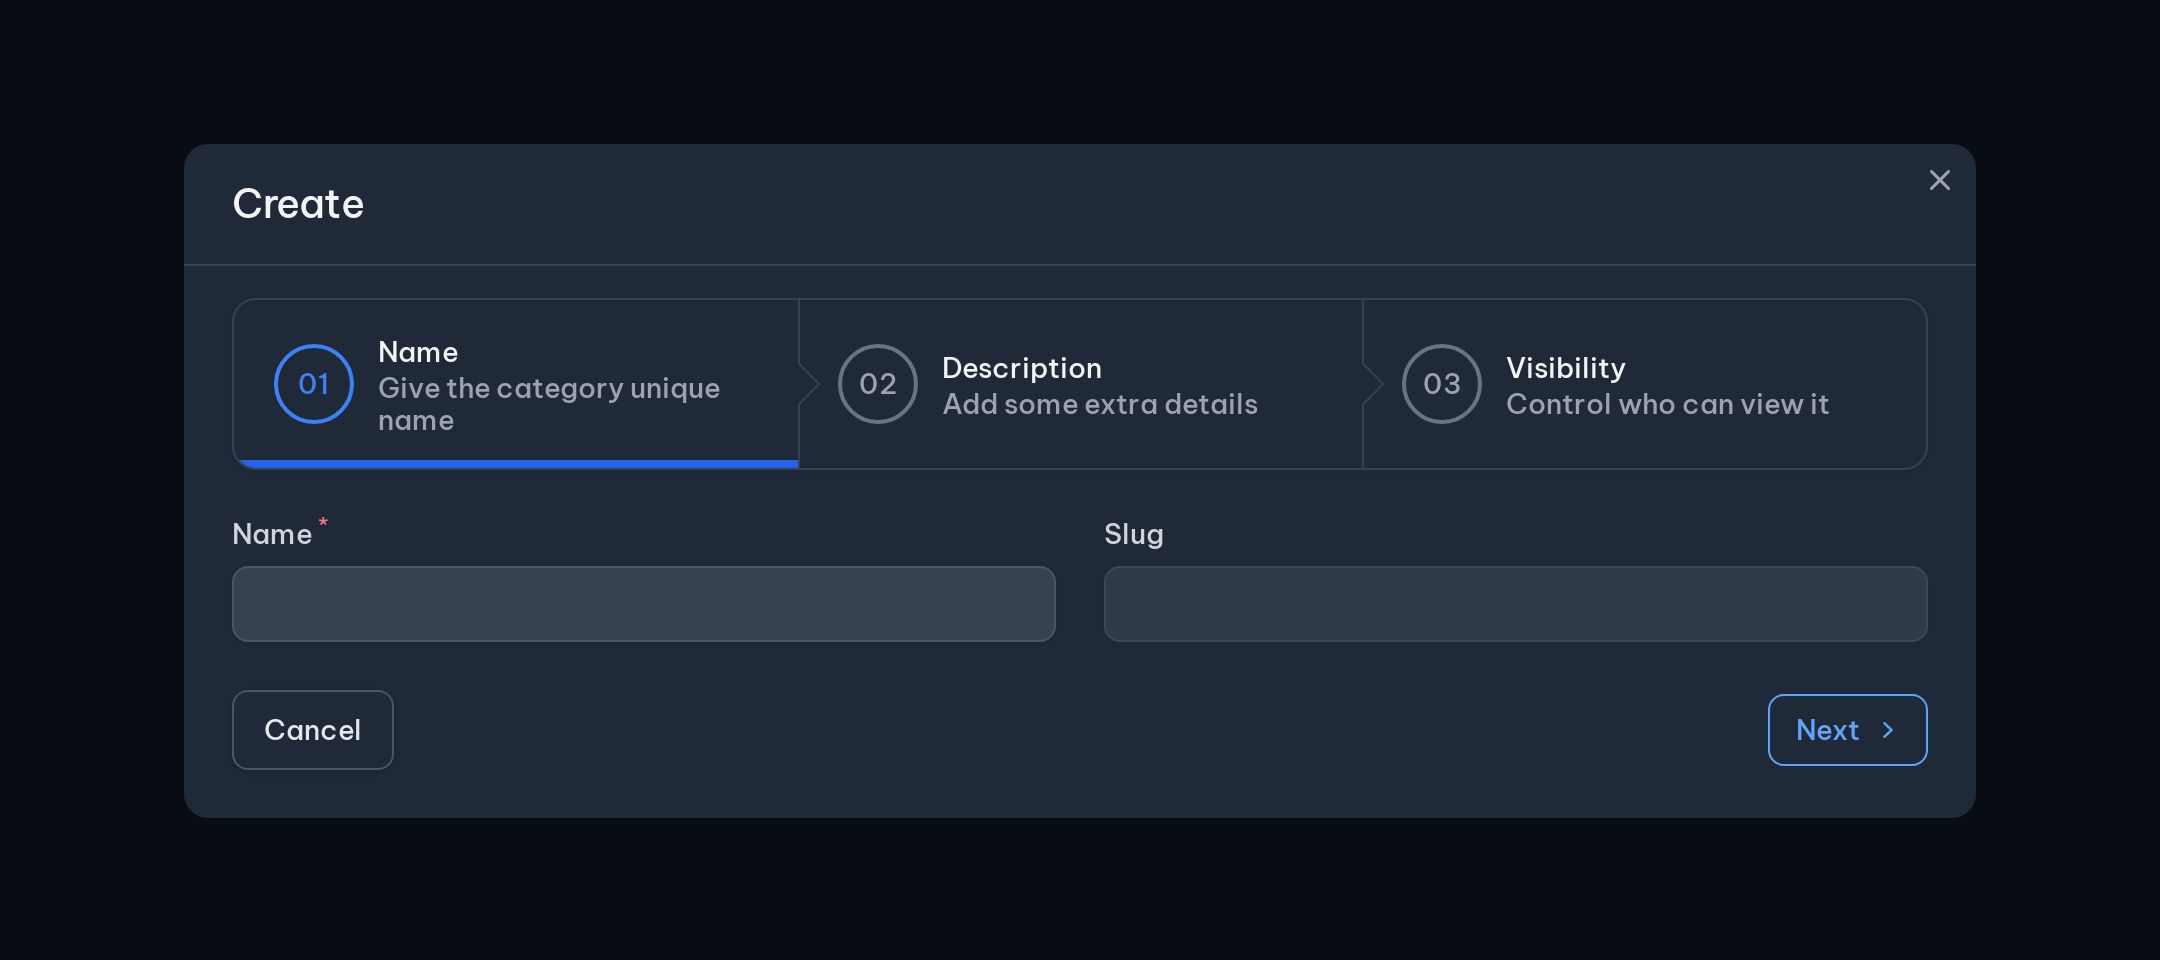 Create
01
Name
Give the category unique
name
02
Description
Add some extra details
03
Visibility
Control who can view it
Name *
Slug
Cancel
Next